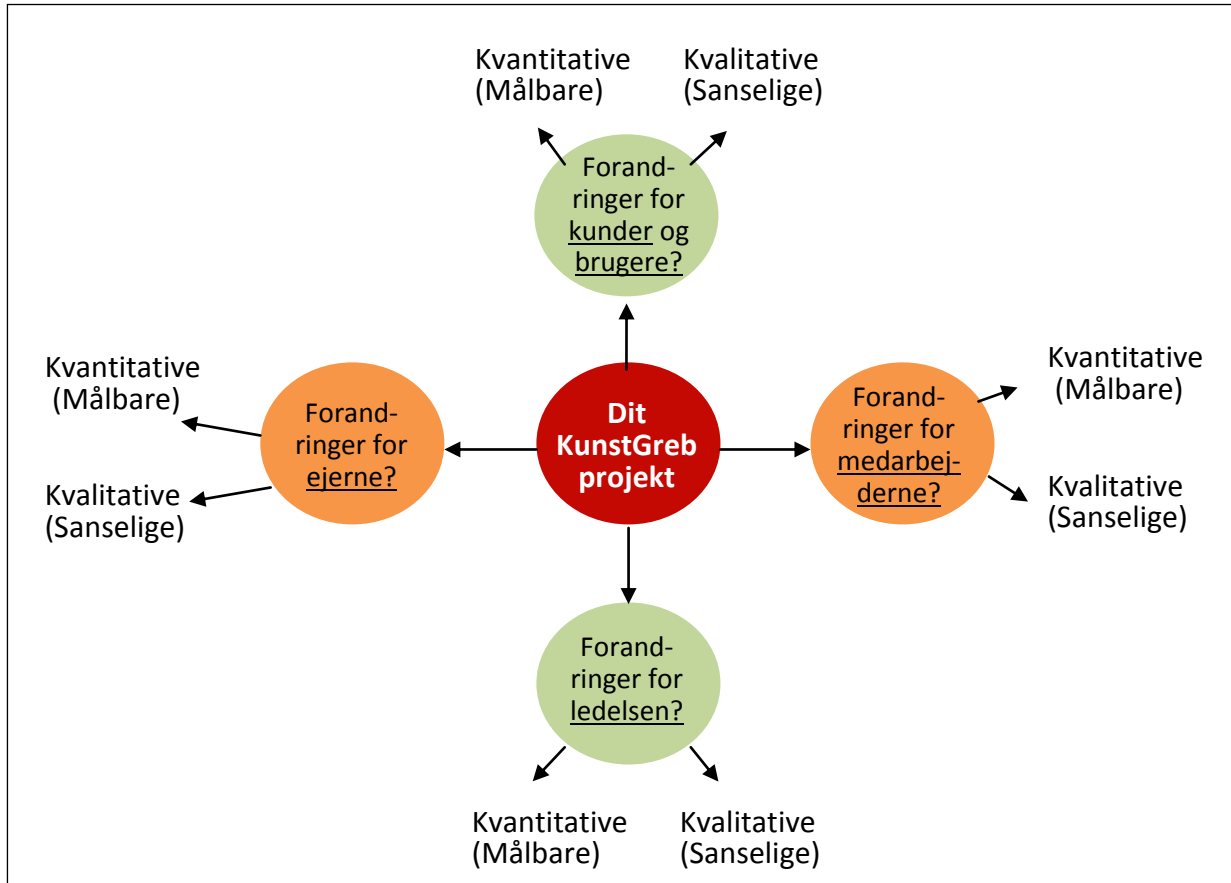 Kvantitative
(Målbare)
Kvalitative
(Sanselige)
Forand-
ringer for
kunder og
brugere?
Kvantitative
(Målbare)
Kvalitative
(Sanselige)
Forand-
ringer for
ejerne?
Dit
KunstGreb
projekt
Forand-
ringer for
medarbej-
derne?
Kvantitative
(Målbare)
Kvalitative
(Sanselige)
Forand-
ringer for
ledelsen?
Kvantitative
(Målbare)
Kvalitative
(Sanselige)